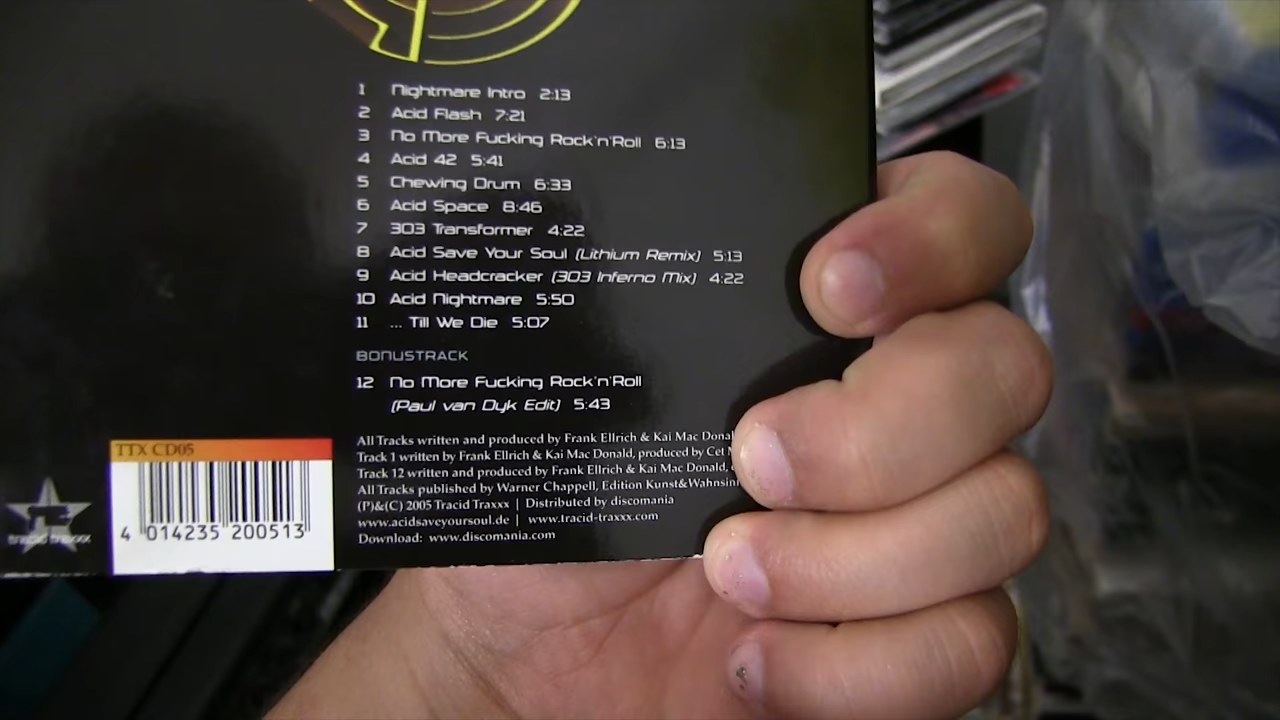 1 Nightmare Intro 2:13
2 Acid Flash 7:21
3 No More Fucking Rock'n'Roll 6:13
4 Acid 42 5:41
5 Chewing Drum 6:33
6 Acid Space 8:46
7 303 Transformer 4:22
8 Acid Save Your Soul (Lithium Remix) 5:13
9 Acid Headcracker (303 Inferno Mix) 4:22
10 Acid Nightmare 5:50
11 ... Till We Die 5:07
BONUSTRACK
12 No More Fucking Rock'n'Roll
(Paul van Dyk Edit) 5:43
All Tracks written and produced by Frank Ellrich & Kai Mac
Track 1 written by Frank Ellrich & Kai Mac Donald, produced by Cet
Track 12 written and produced by Frank Ellrich & Kai Mac Donald,
All Tracks published by Warner Chappell, Edition
(P)&(C) 2005 Tracid Traxxx | Distributed by discomania
www.acidsaveyoursoul.de | www.tracid-traxxx.com
Download: www.discomania.com
TTX CD05
4 014235 200513
tracid traxxx